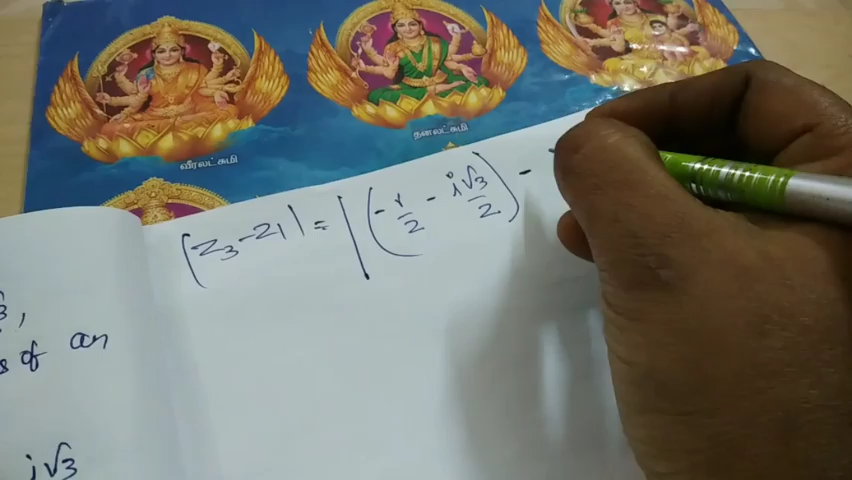 வீரலட்சுமி
தனலட்சுமி
|z₃-z₁| = |(-1/2 - i√3/2) -
3,
s of an
i√3